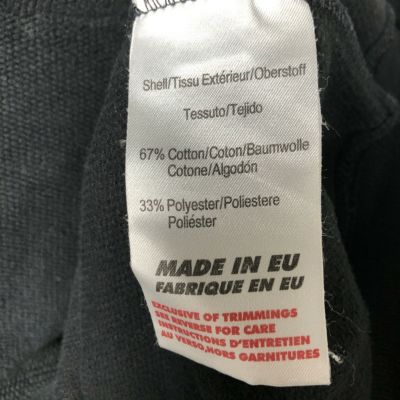 Shell/Tissu Extérieur/Oberstoff
Tessuto/Tejido
67% Cotton/Coton/Baumwolle
Cotone/Algodón
33% Polyester/Poliestere
Poliéster
MADE IN EU
FABRIQUE EN EU
EXCLUSIVE OF TRIMMINGS
SEE REVERSE FOR CARE
INSTRUCTIONS D'ENTRETIEN
AU VERSO,HORS GARNITURES